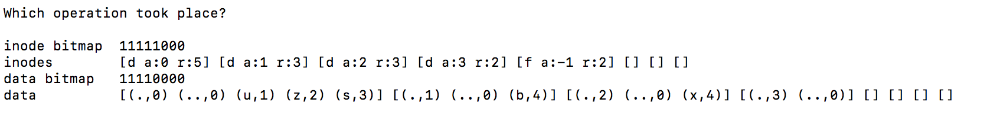 Which operation took place?
inode bitmap 11111000
inodes [d a:0 r:5] [d a:1 r:3] [d a:2 r:3] [d a:3 r:2] [f a:-1 r:2] [] [] []
data bitmap 11110000
data [(.,0) (..,0) (u,1) (z,2) (s,3)] [(.,1) (..,0) (b,4)] [(.,2) (..,0) (x,4)] [(.,3) (..,0)] [] [] [] []